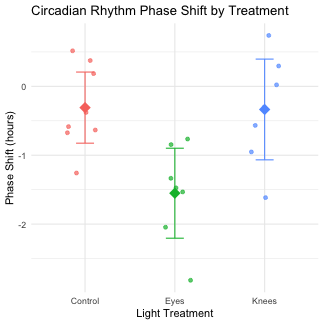 Circadian Rhythm Phase Shift by Treatment
Phase Shift (hours)
0
-1
-2
Control Eyes Knees
Light Treatment